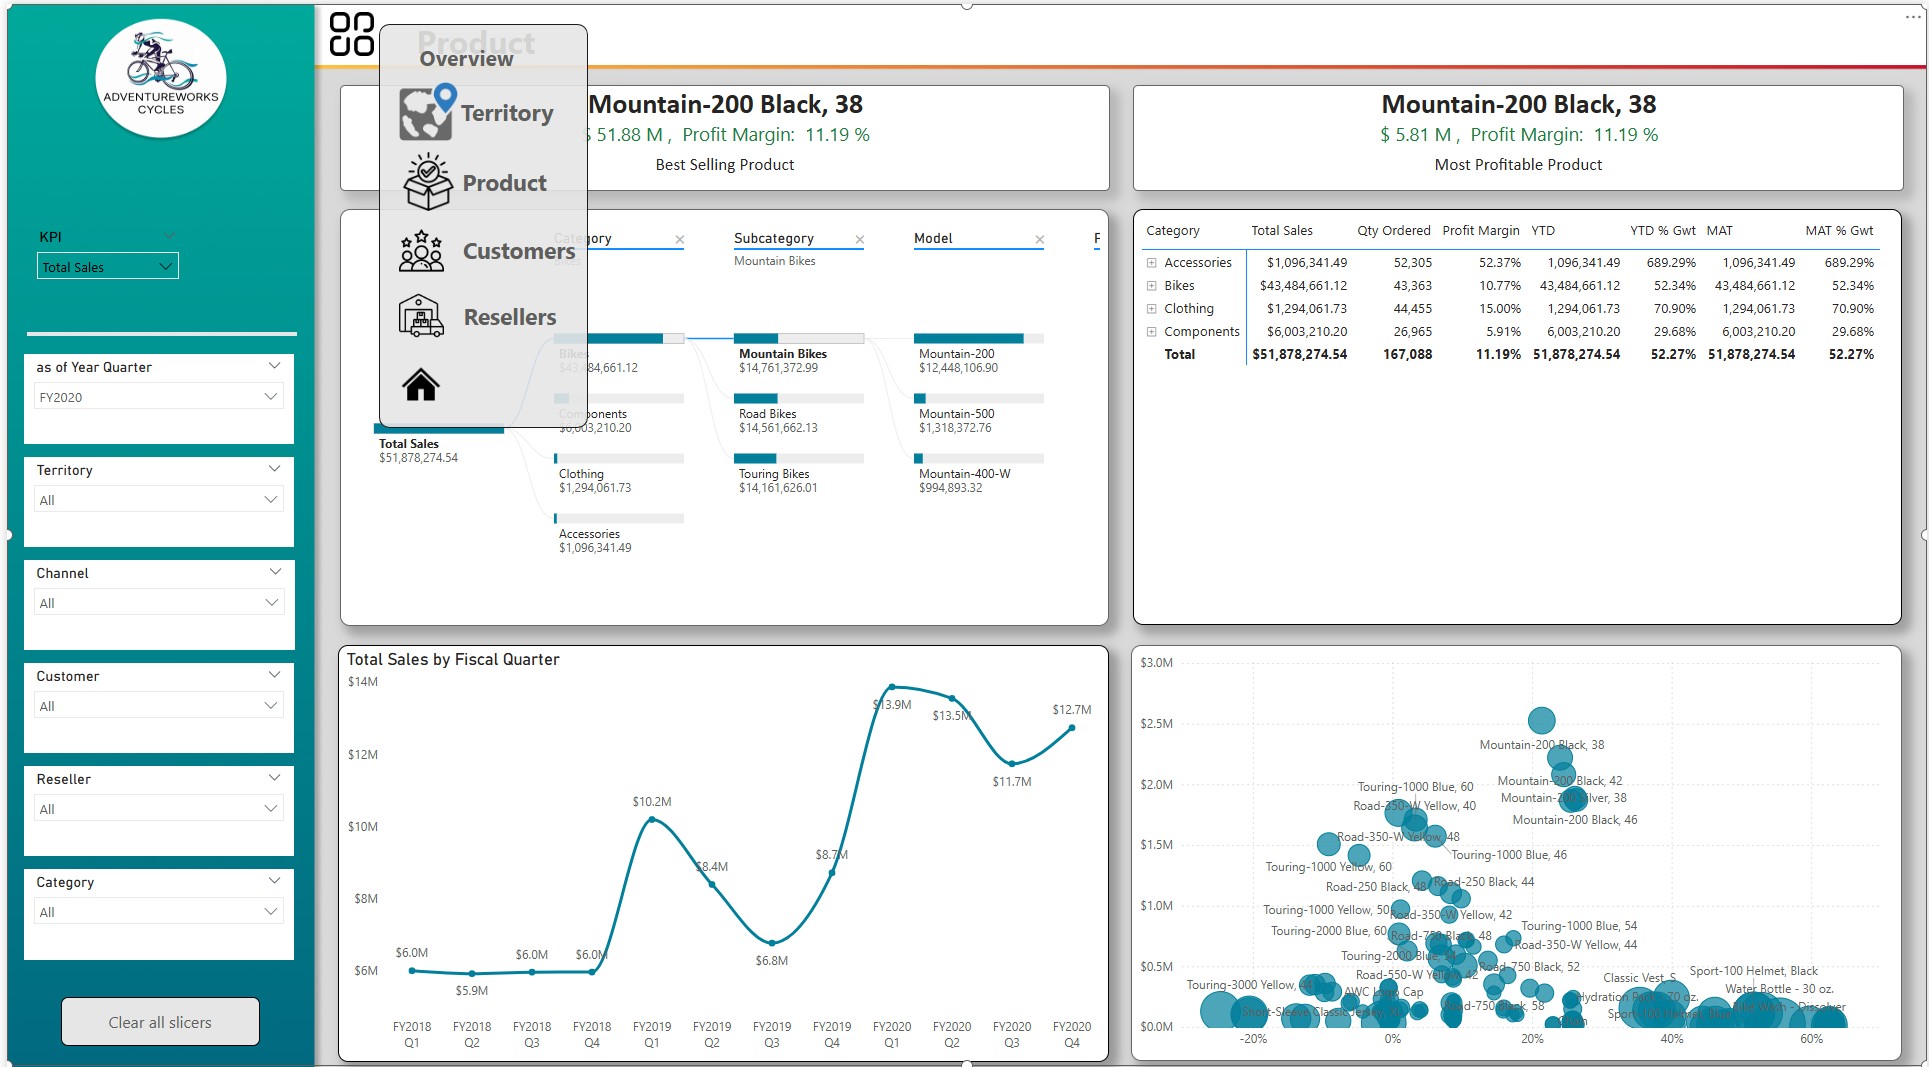 ADVENTUREWORKS
CYCLES
KPI
Total Sales
as of Year Quarter
FY2020
Territory
All
Channel
All
Customer
All
Reseller
All
Category
All
Clear all slicers
Product
Overview
Territory
Product
Customers
Resellers
Mountain-200 Black, 38
$ 51.88 M , Profit Margin: 11.19 %
Best Selling Product
Mountain-200 Black, 38
$ 5.81 M , Profit Margin: 11.19 %
Most Profitable Product
Category
Subcategory
Mountain Bikes
Model
Total Sales
$51,878,274.54
Bikes
$43,484,661.12
Components
$6,003,210.20
Clothing
$1,294,061.73
Accessories
$1,096,341.49
Mountain Bikes
$14,761,372.99
Road Bikes
$14,561,662.13
Touring Bikes
$14,161,626.01
Mountain-200
$12,448,106.90
Mountain-500
$1,318,372.76
Mountain-400-W
$994,893.32
Category Total Sales Qty Ordered Profit Margin YTD YTD % Gwt MAT MAT % Gwt
Accessories $1,096,341.49 52,305 52.37% 1,096,341.49 689.29% 1,096,341.49 689.29%
Bikes $43,484,661.12 43,363 10.77% 43,484,661.12 52.34% 43,484,661.12 52.34%
Clothing $1,294,061.73 44,455 15.00% 1,294,061.73 70.90% 1,294,061.73 70.90%
Components $6,003,210.20 26,965 5.91% 6,003,210.20 29.68% 6,003,210.20 29.68%
Total $51,878,274.54 167,088 11.19% 51,878,274.54 52.27% 51,878,274.54 52.27%
Total Sales by Fiscal Quarter
$14M
$12M
$10M
$8M
$6M
$6.0M
$5.9M
$6.0M
$6.0M
$10.2M
$8.4M
$6.8M
$8.7M
$13.9M
$13.5M
$11.7M
$12.7M
FY2018 FY2018 FY2018 FY2018 FY2019 FY2019 FY2019 FY2019 FY2020 FY2020 FY2020 FY2020
Q1 Q2 Q3 Q4 Q1 Q2 Q3 Q4 Q1 Q2 Q3 Q4
$3.0M
$2.5M
$2.0M
$1.5M
$1.0M
$0.5M
$0.0M
Mountain-200 Black, 38
Mountain-200 Black, 42
Touring-1000 Blue, 60
Mountain-200 Silver, 38
Road-350-W Yellow, 40
Mountain-200 Black, 46
Road-350-W Yellow, 48
Touring-1000 Blue, 46
Touring-1000 Yellow, 60
Road-250 Black, 48
Road-250 Black, 44
Touring-1000 Yellow, 50
Road-350-W Yellow, 42
Touring-1000 Blue, 54
Touring-2000 Blue, 60
Road-750 Black, 48
Road-350-W Yellow, 44
Touring-2000 Blue, 54
Road-750 Black, 52
Road-550-W Yellow, 42
Sport-100 Helmet, Black
Classic Vest, S
Touring-3000 Yellow, 44
Water Bottle - 30 oz.
AWC Logo Cap
Hydration Pack - 70 oz.
Road-750 Black, 58
Bike Wash - Dissolver
Short-Sleeve Classic Jersey, XL
Sport-100 Helmet,
Chain
-20% 0% 20% 40% 60%